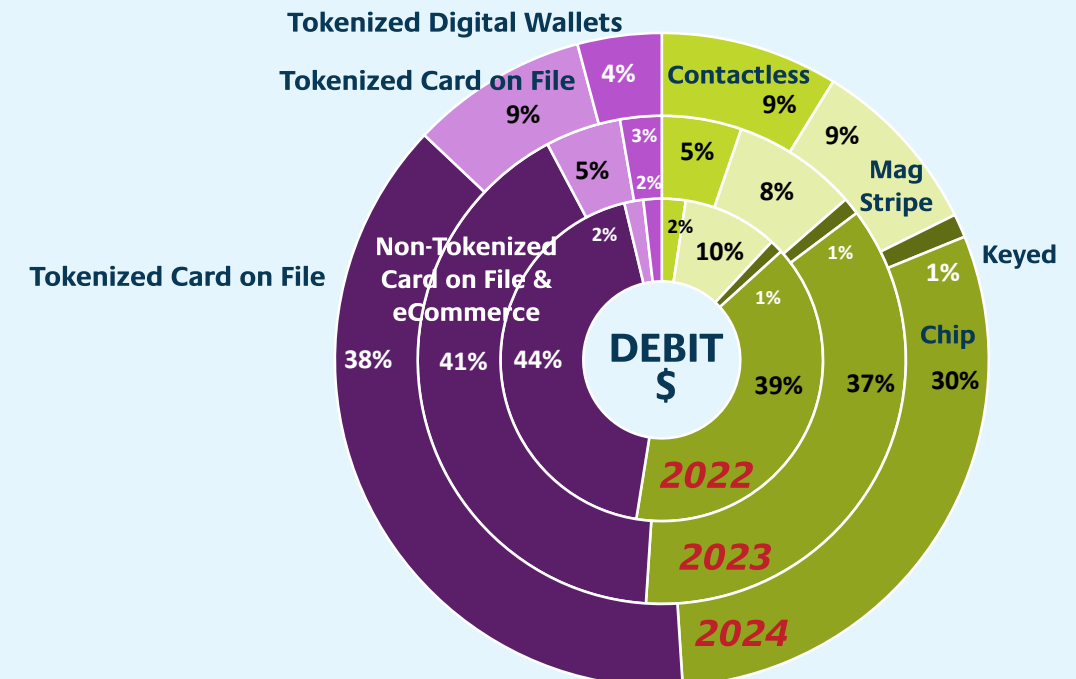 Tokenized Digital Wallets
4%
Contactless
9%
Tokenized Card on File
9%
9%
Mag
Stripe
3%
5%
5%
8%
2%
2%
2%
10%
1%
1%
Keyed
1%
Non-Tokenized
Card on File &
eCommerce
Tokenized Card on File
Chip
38%
41%
44%
DEBIT
$
39%
37%
30%
2022
2023
2024